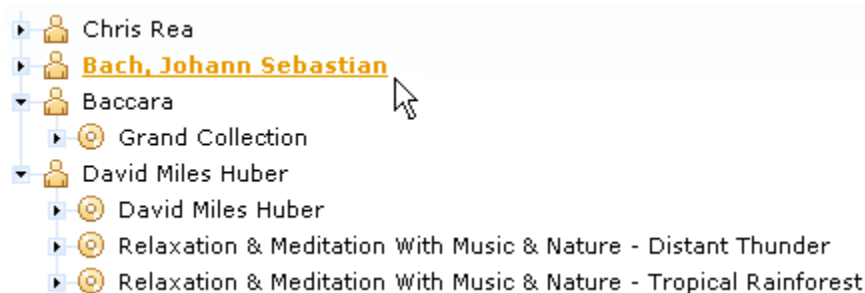 Chris Rea
Bach, Johann Sebastian
Baccara
Grand Collection
David Miles Huber
David Miles Huber
Relaxation & Meditation With Music & Nature - Distant Thunder
Relaxation & Meditation With Music & Nature - Tropical Rainforest